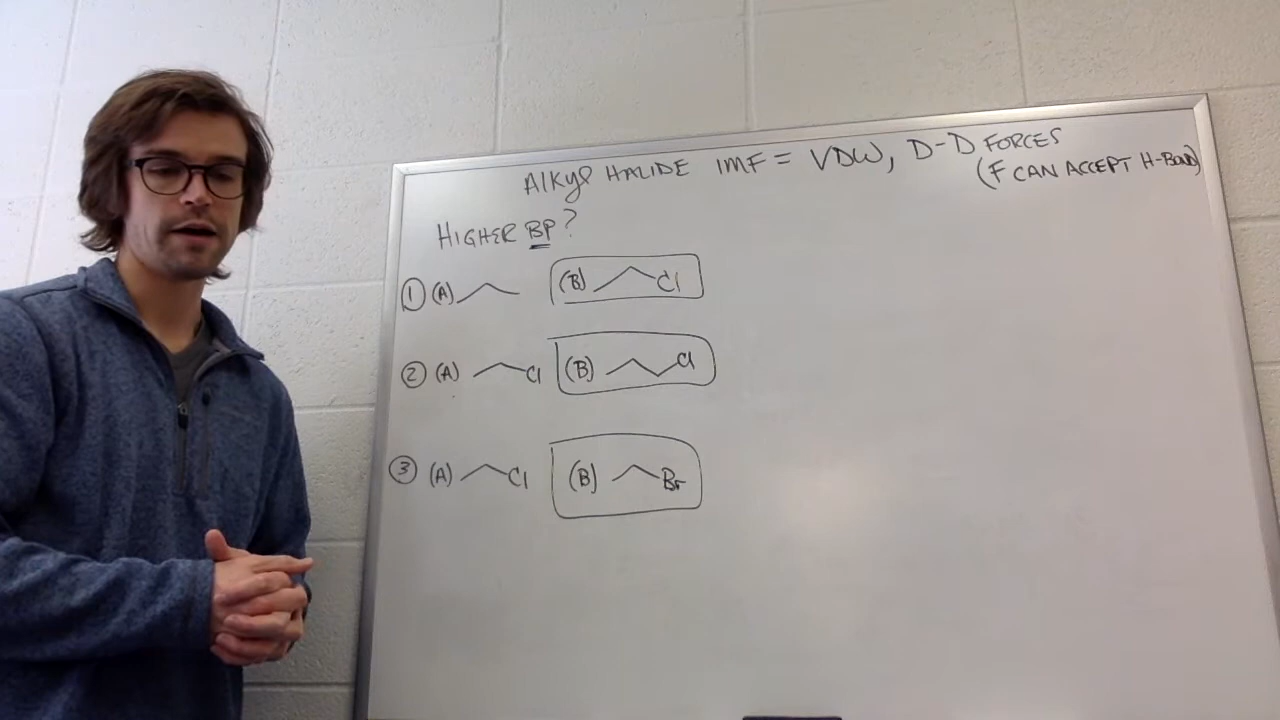 Alkyl HALIDE IMF = VDW, D-D FORCES
(F CAN ACCEPT H-BOND)
HIGHER BP?
① (A) (B) Cl
② (A) Cl (B) Cl
③ (A) Cl (B) Br